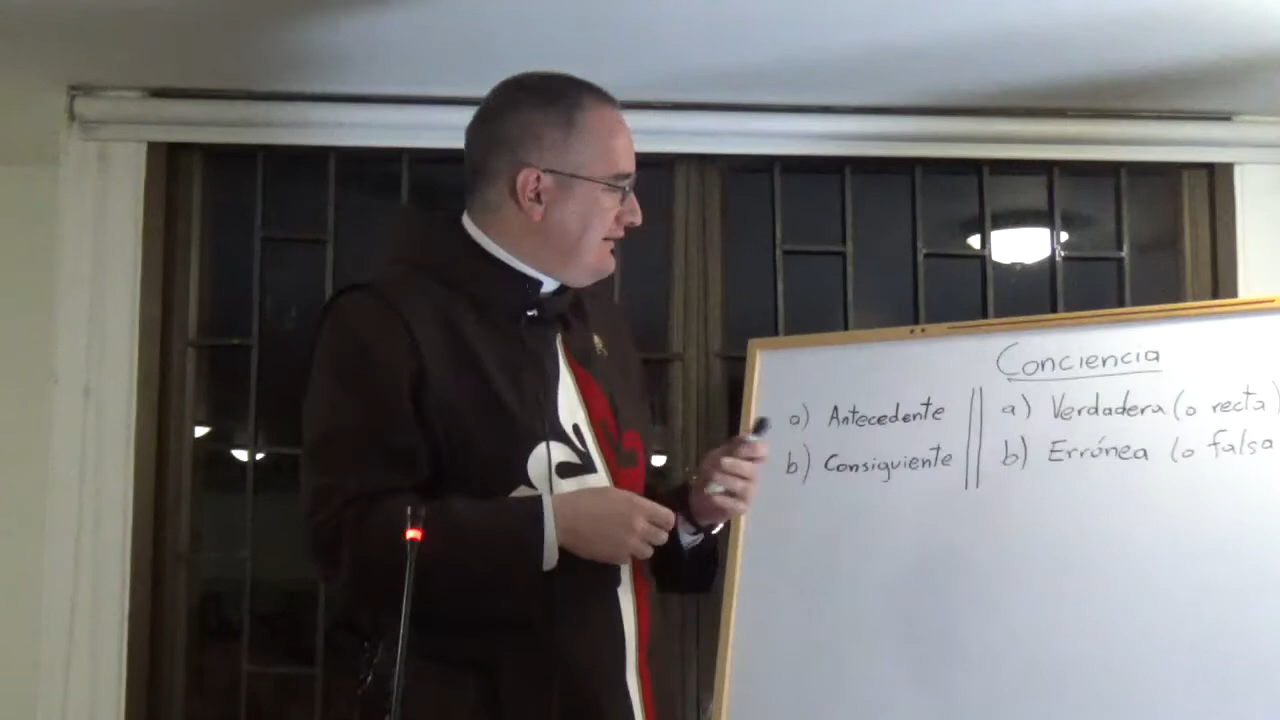 Conciencia
a) Antecedente
b) Consiguiente
a) Verdadera (o recta)
b) Errónea (o falsa